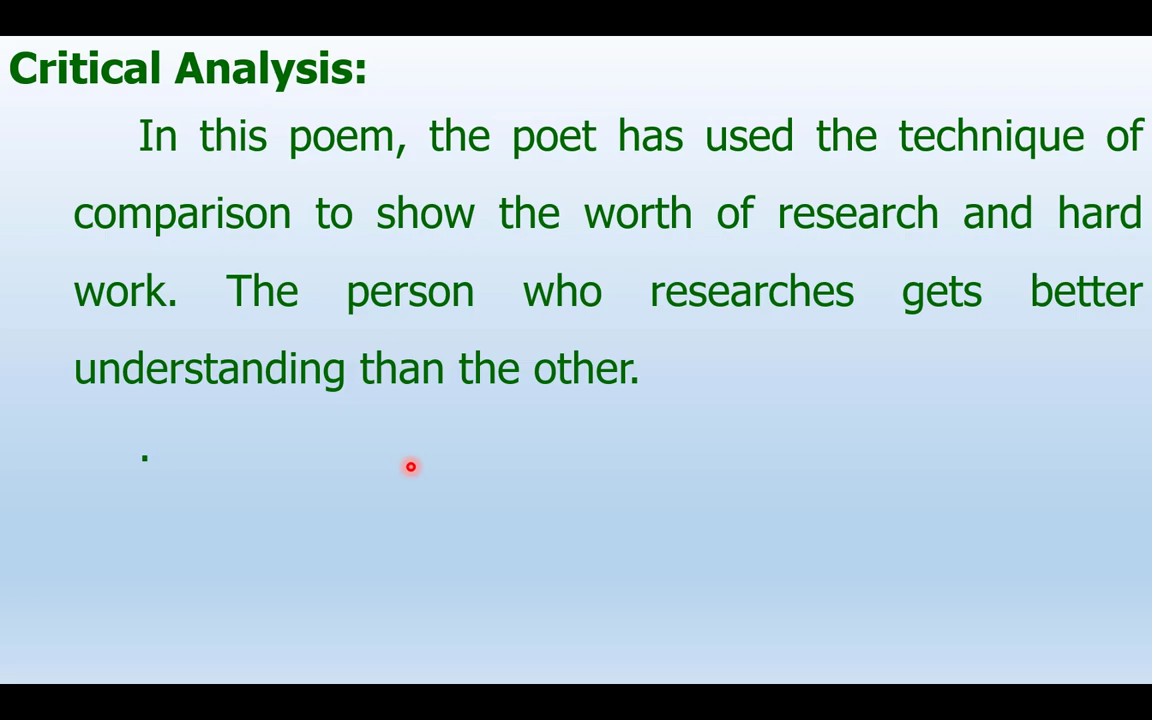 Critical Analysis:
In this poem, the poet has used the technique of
comparison to show the worth of research and hard
work. The person who researches gets better
understanding than the other.
.